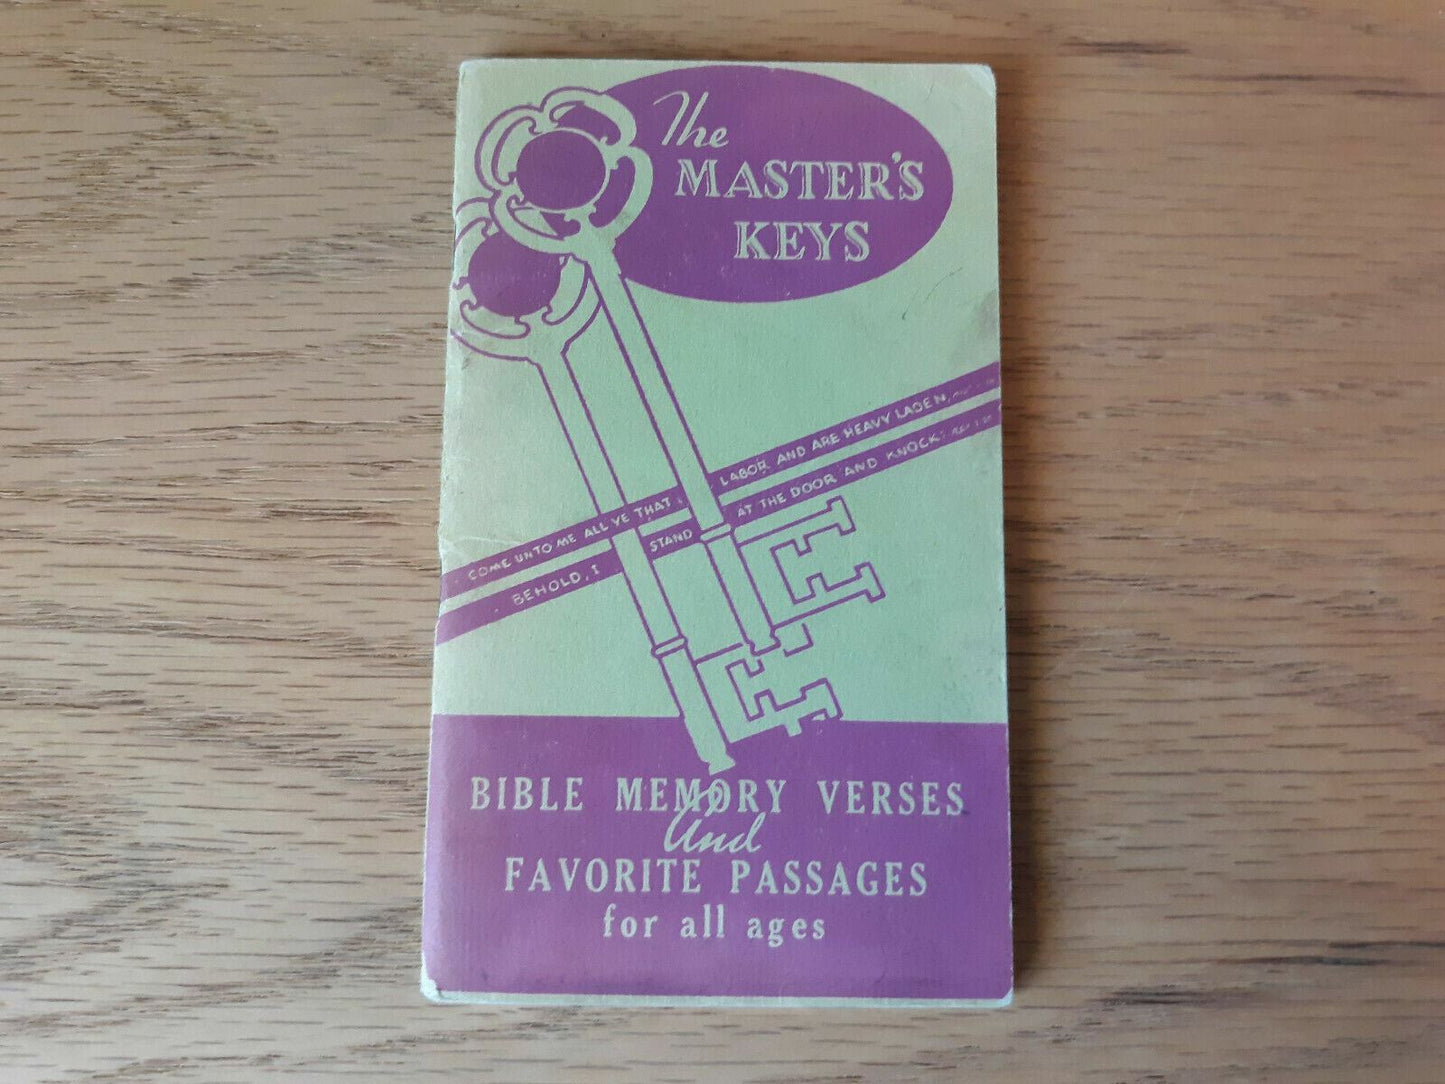 The
MASTER'S
KEYS
COME UNTO ME ALL YE THAT LABOR AND ARE HEAVY LADEN,
BEHOLD, I STAND AT THE DOOR AND KNOCK:
BIBLE MEMORY VERSES
And
FAVORITE PASSAGES
for all ages